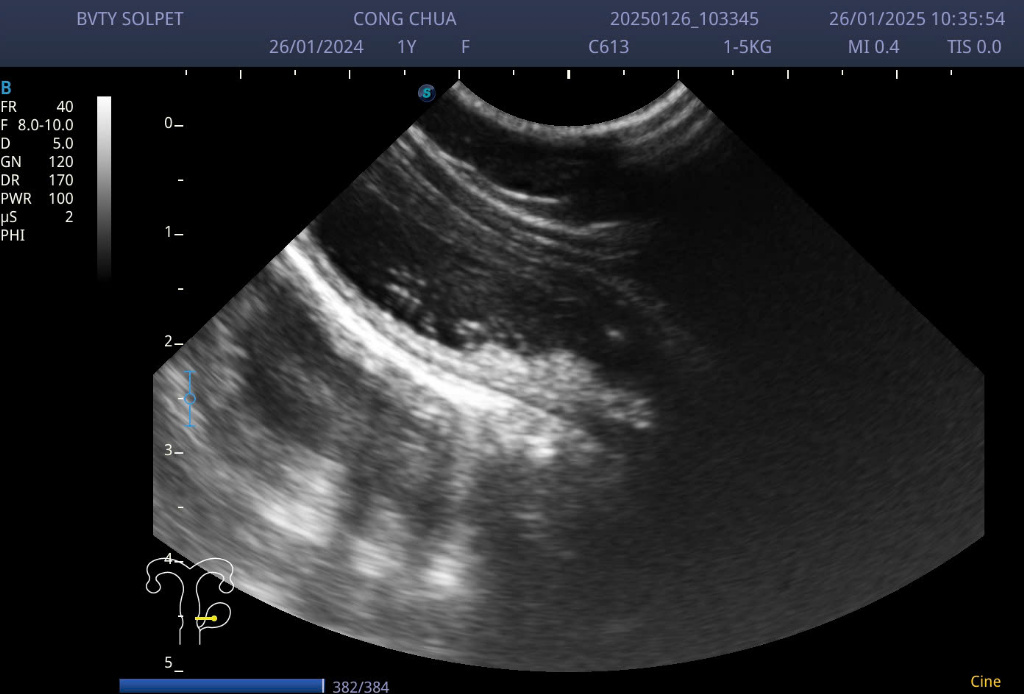 BVTY SOLPET CONG CHUA 20250126_103345 26/01/2025 10:35:54
26/01/2024 1Y F C613 1-5KG MI 0.4 TIS 0.0
B
FR 40
F 8.0-10.0
D 5.0
GN 120
DR 170
PWR 100
µS 2
PHI
S
0
1
2
3
4
5
382/384
Cine